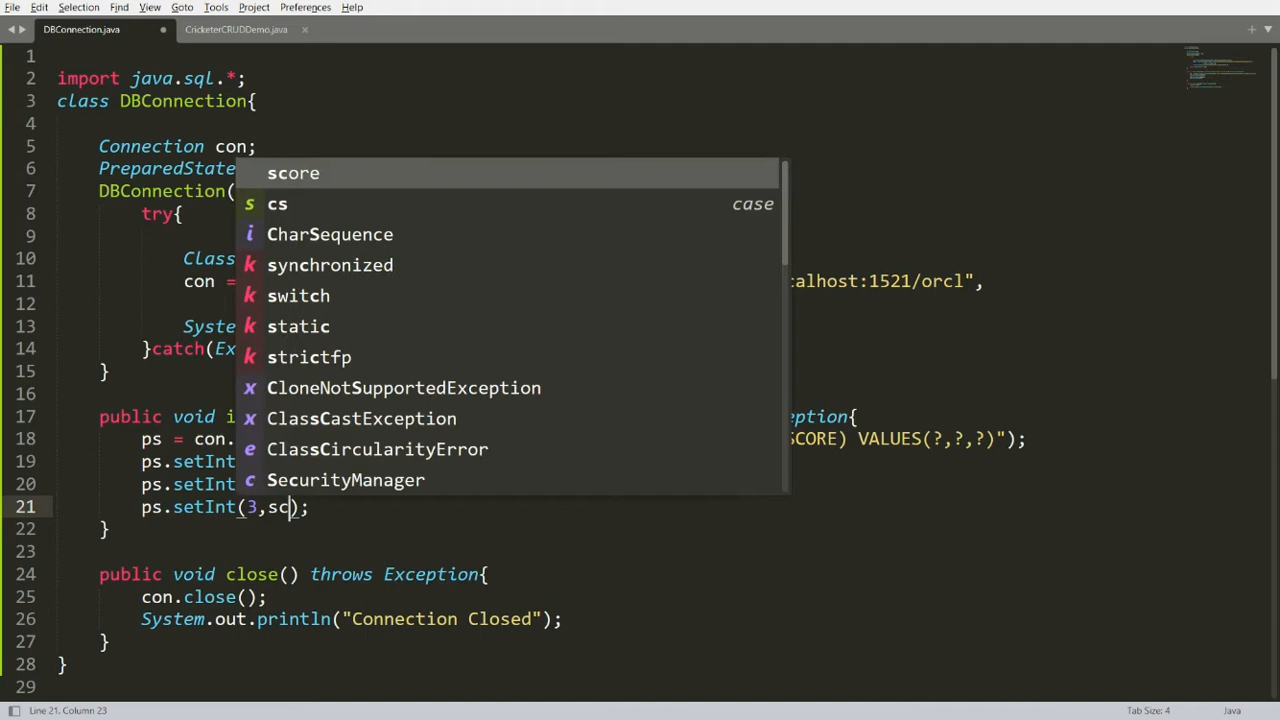 File Edit Selection Find View Goto Tools Project Preferences Help
DBConnection.java CricketerCRUDDemo.java
1
2 import java.sql.*;
3 class DBConnection{
4
5 Connection con;
6 PreparedState
score
7 DBConnection(
s cs case
8 try{
i CharSequence
9
10 Class
k synchronized
11 con = calhost:1521/orcl",
k switch
12
13 Syste
k static
14 }catch(Ex
k strictfp
15 }
x CloneNotSupportedException
16
17 public void i eption{
x ClassCastException
18 ps = con. SCORE) VALUES(?,?,?)");
e ClassCircularityError
19 ps.setInt
c SecurityManager
20 ps.setInt
21 ps.setInt(3,sc);
22 }
23
24 public void close() throws Exception{
25 con.close();
26 System.out.println("Connection Closed");
27 }
28 }
29
Line 21, Column 23 Tab Size: 4 Java